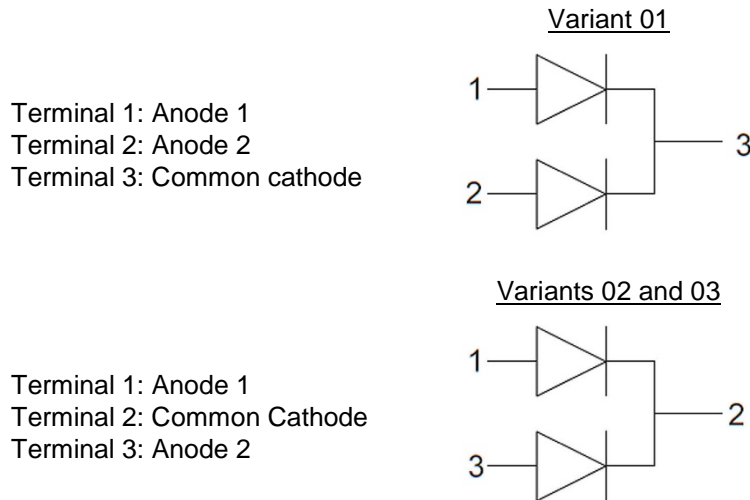 Variant 01
Terminal 1: Anode 1
Terminal 2: Anode 2
Terminal 3: Common cathode
1
2
3
Variants 02 and 03
Terminal 1: Anode 1
Terminal 2: Common Cathode
Terminal 3: Anode 2
1
3
2